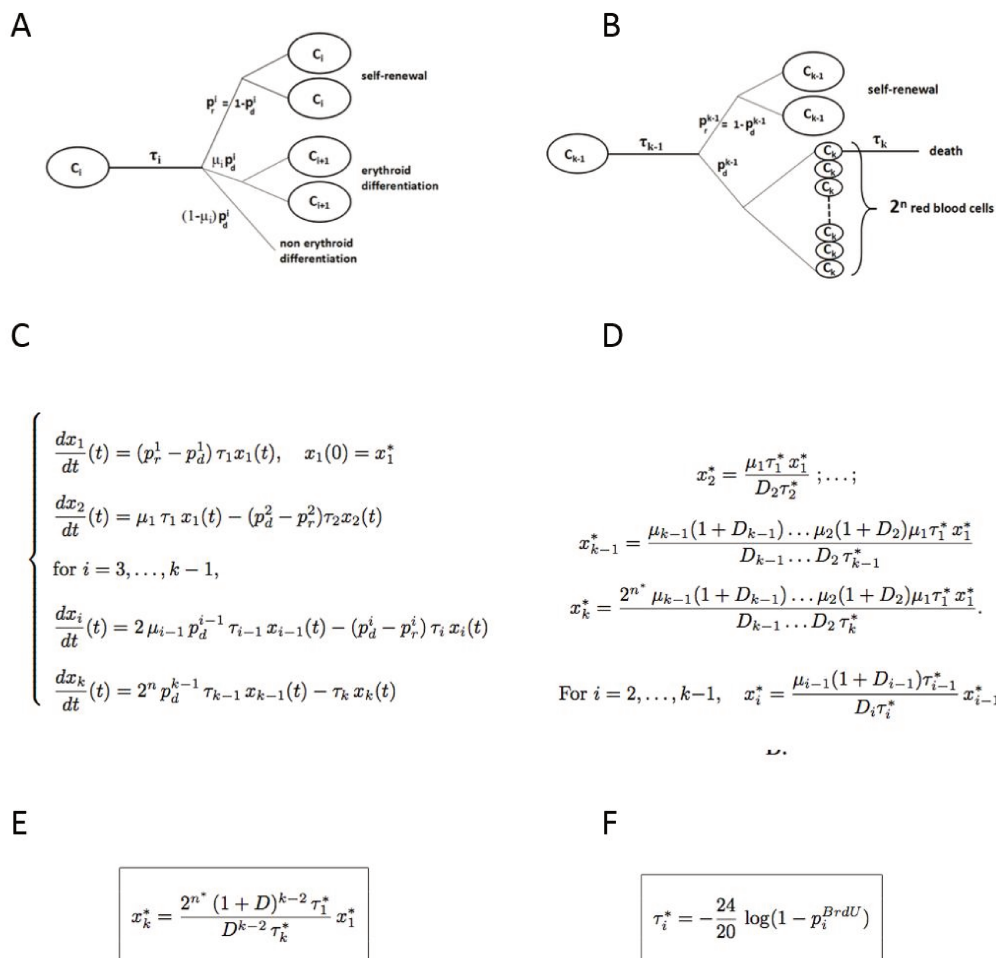 A
C_i
τ_i
p_r^i = 1-p_d^i
C_i
C_i
self-renewal
μ_i p_d^i
C_{i+1}
C_{i+1}
erythroid
differentiation
(1-μ_i)p_d^i
non erythroid
differentiation
B
C_{k-1}
τ_{k-1}
p_r^{k-1} = 1-p_d^{k-1}
C_{k-1}
C_{k-1}
self-renewal
p_d^{k-1}
C_k
τ_k
death
C_k
C_k
2^n red blood cells
C_k
C_k
C_k
C
dx_1/dt (t) = (p_r^1 − p_d^1) τ_1 x_1(t), x_1(0) = x_1^*
dx_2/dt (t) = μ_1 τ_1 x_1(t) − (p_d^2 − p_r^2)τ_2 x_2(t)
for i = 3, . . . , k − 1,
dx_i/dt (t) = 2 μ_{i−1} p_d^{i−1} τ_{i−1} x_{i−1}(t) − (p_d^i − p_r^i) τ_i x_i(t)
dx_k/dt (t) = 2^n p_d^{k−1} τ_{k−1} x_{k−1}(t) − τ_k x_k(t)
D
x_2^* = μ_1 τ_1^* x_1^* / D_2 τ_2^* ; . . . ;
x_{k−1}^* = μ_{k−1}(1 + D_{k−1}) . . . μ_2(1 + D_2)μ_1 τ_1^* x_1^* / D_{k−1} . . . D_2 τ_{k−1}^*
x_k^* = 2^{n^*} μ_{k−1}(1 + D_{k−1}) . . . μ_2(1 + D_2)μ_1 τ_1^* x_1^* / D_{k−1} . . . D_2 τ_k^* .
For i = 2, . . . , k−1, x_i^* = μ_{i−1}(1 + D_{i−1})τ_{i−1}^* / D_i τ_i^* x_{i−1}^*
E
x_k^* = 2^{n^*} (1 + D)^{k−2} τ_1^* / D^{k−2} τ_k^* x_1^*
F
τ_i^* = − 24/20 log(1 − p_i^{BrdU})